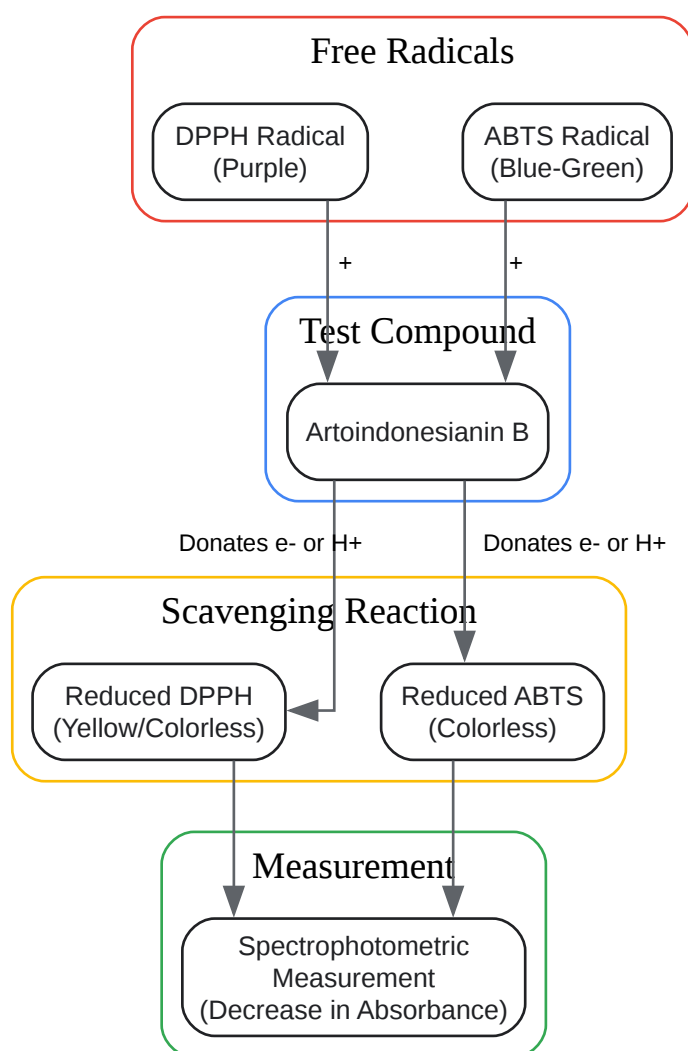 Free Radicals
DPPH Radical
(Purple)
ABTS Radical
(Blue-Green)
+
+
Test Compound
Artoindonesianin B
Donates e- or H+
Donates e- or H+
Scavenging Reaction
Reduced DPPH
(Yellow/Colorless)
Reduced ABTS
(Colorless)
Measurement
Spectrophotometric
Measurement
(Decrease in Absorbance)